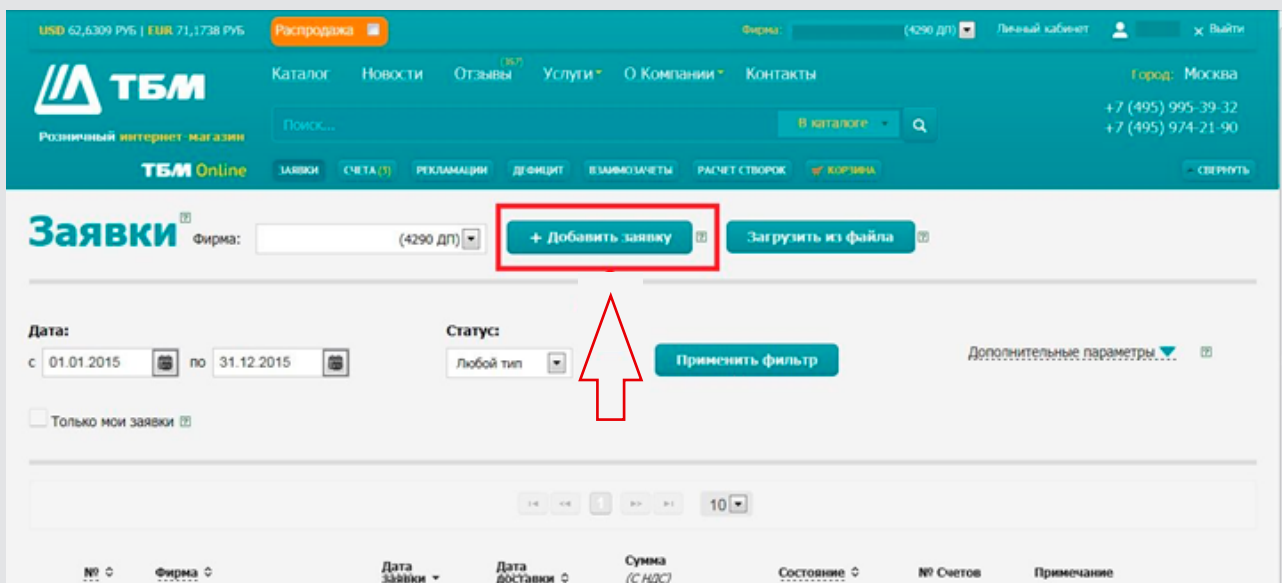 USD 62,6309 РУБ | EUR 71,1738 РУБ Распродажа Фирма: (4290 ДП) Личный кабинет Выйти
ТБМ
Каталог Новости Отзывы (357) Услуги О Компании Контакты Город: Москва
Поиск... В каталоге
+7 (495) 995-39-32
+7 (495) 974-21-90
Розничный интернет-магазин
ТБМ Online ЗАЯВКИ СЧЕТА (5) РЕКЛАМАЦИИ ДЕФИЦИТ ВЗАИМОЗАЧЕТЫ РАСЧЕТ СТВОРОК КОРЗИНА СВЕРНУТЬ
Заявки Фирма: (4290 ДП) + Добавить заявку Загрузить из файла
Дата: Статус:
с 01.01.2015 по 31.12.2015 Любой тип Применить фильтр Дополнительные параметры
Только мои заявки
1 10
№ Фирма Дата заявки Дата доставки Сумма (С НДС) Состояние № Счетов Примечание